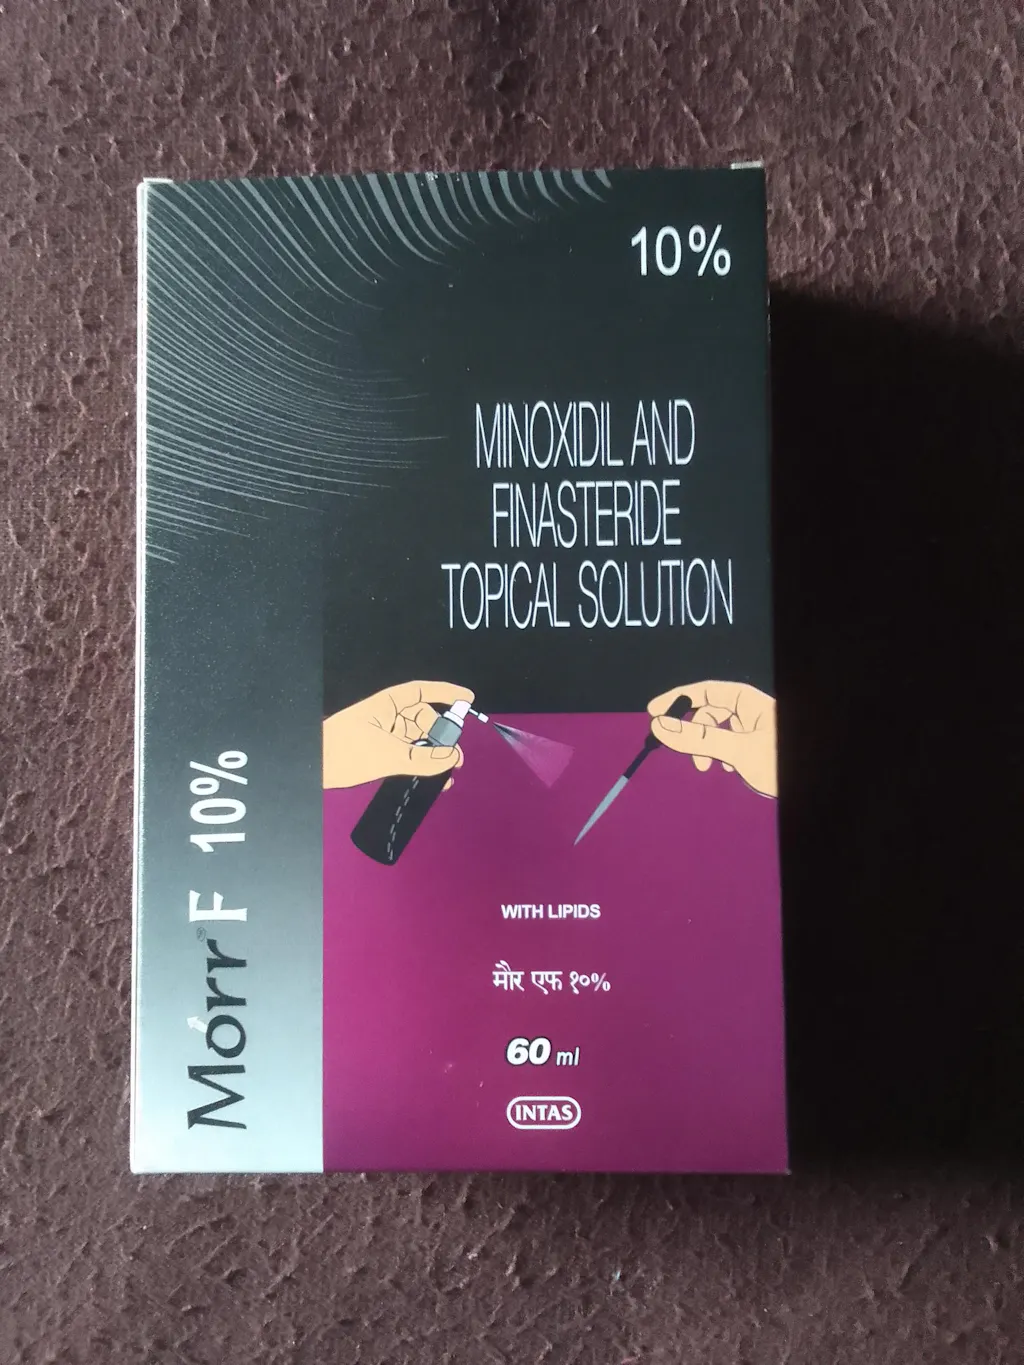 10%
MINOXIDIL AND
FINASTERIDE
TOPICAL SOLUTION
Mórr® F 10%
WITH LIPIDS
मौर एफ १०%
60 ml
INTAS